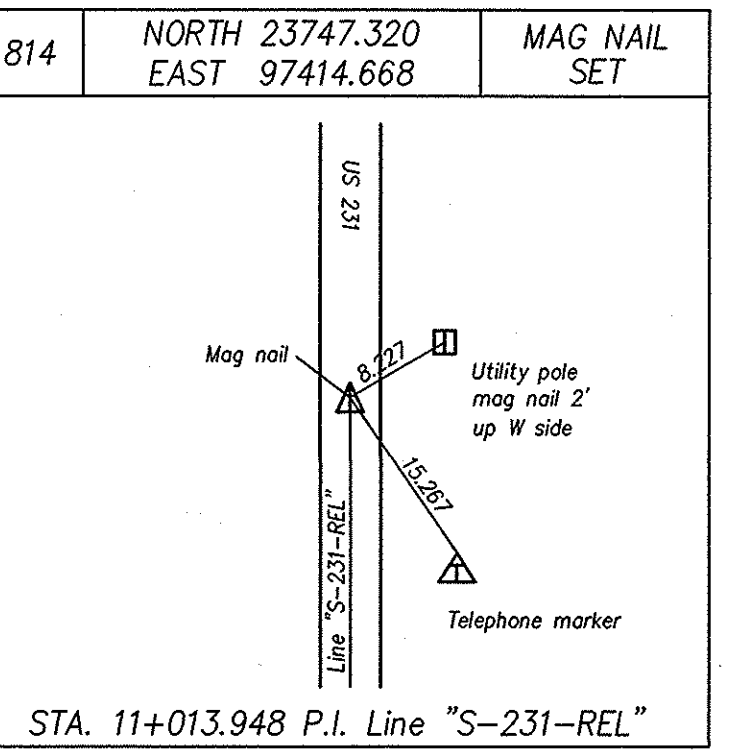 814
NORTH 23747.320
EAST 97414.668
MAG NAIL
SET
US 231
Mag nail
8.227
Utility pole
mag nail 2'
up W side
15.267
Line "S-231-REL"
Telephone marker
STA. 11+013.948 P.I. Line "S-231-REL"